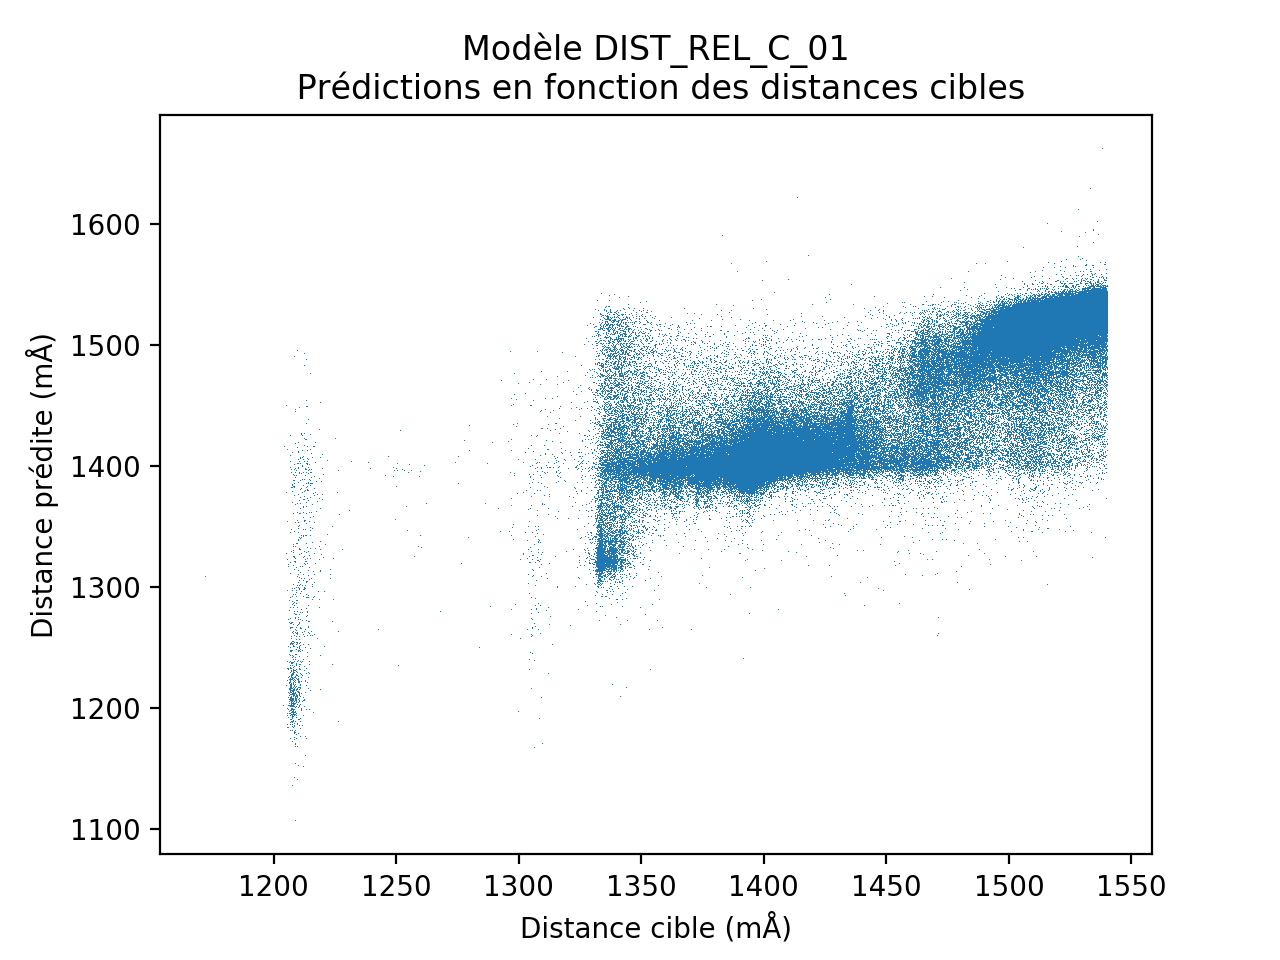 Modèle DIST_REL_C_01
Prédictions en fonction des distances cibles
Distance prédite (mÅ)
1600
1500
1400
1300
1200
1100
1200 1250 1300 1350 1400 1450 1500 1550
Distance cible (mÅ)